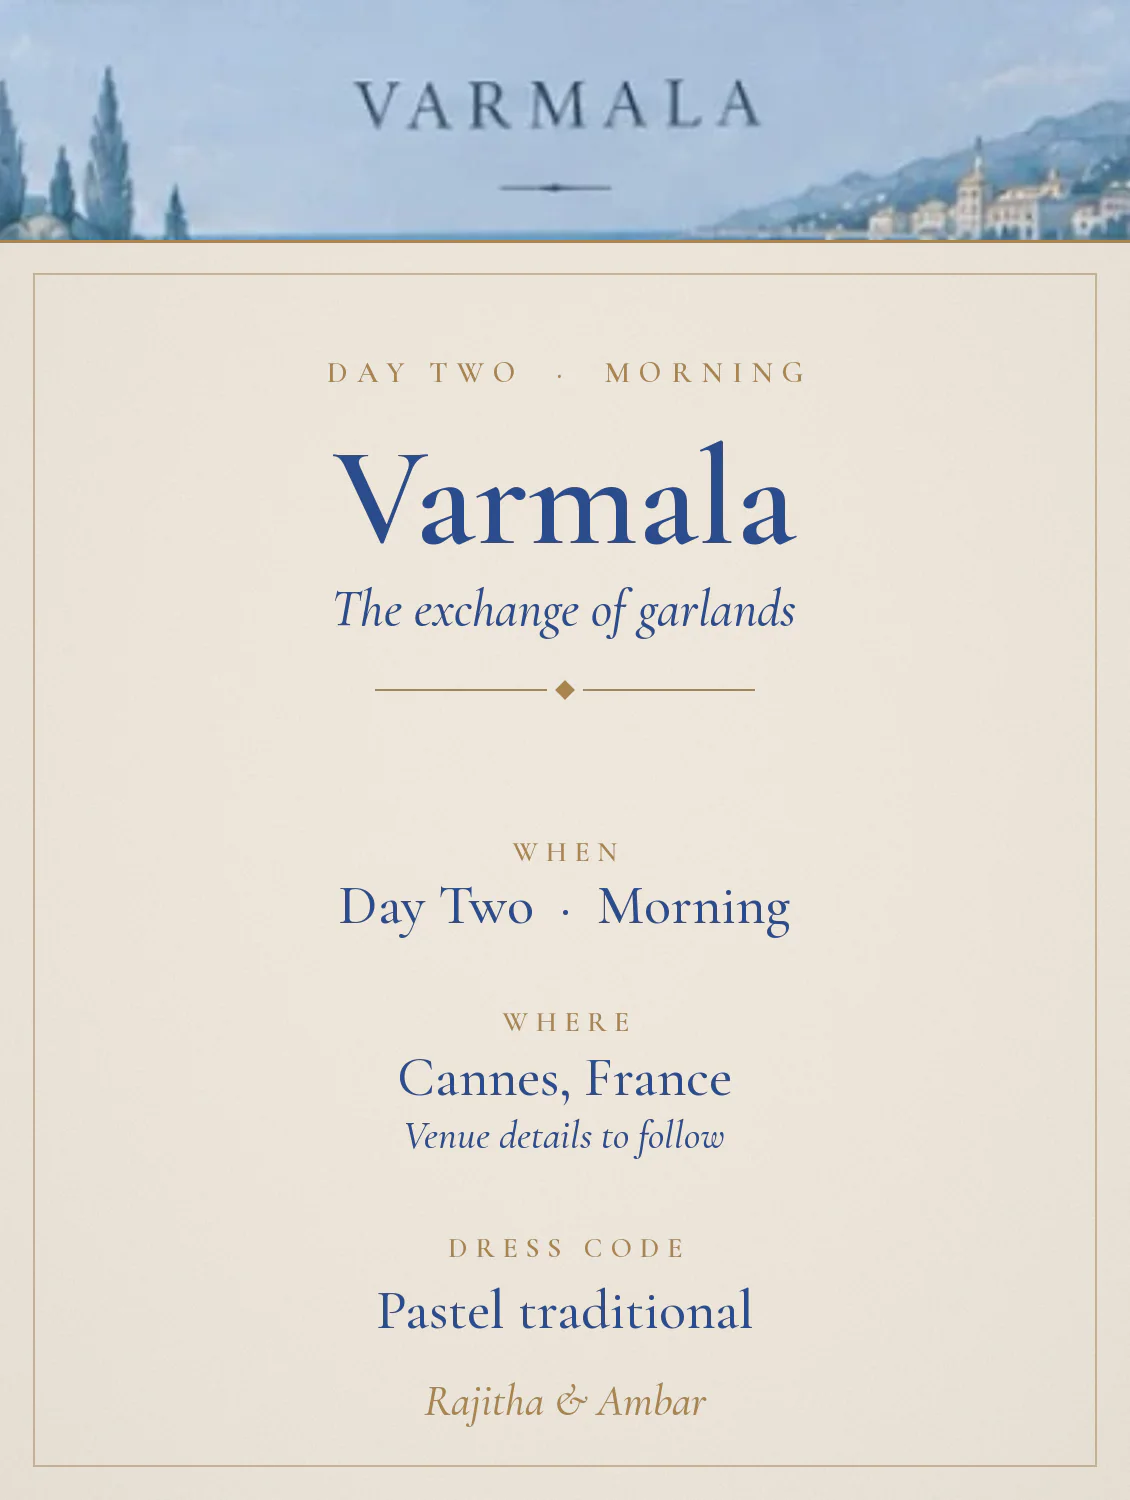 VARMALA
DAY TWO · MORNING
Varmala
The exchange of garlands
WHEN
Day Two · Morning
WHERE
Cannes, France
Venue details to follow
DRESS CODE
Pastel traditional
Rajitha & Ambar